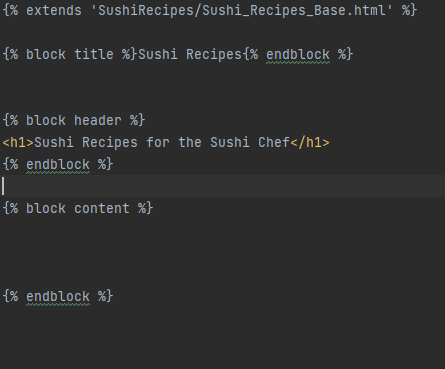 {% extends 'SushiRecipes/Sushi_Recipes_Base.html' %}
{% block title %}Sushi Recipes{% endblock %}
{% block header %}
<h1>Sushi Recipes for the Sushi Chef</h1>
{% endblock %}
{% block content %}
{% endblock %}